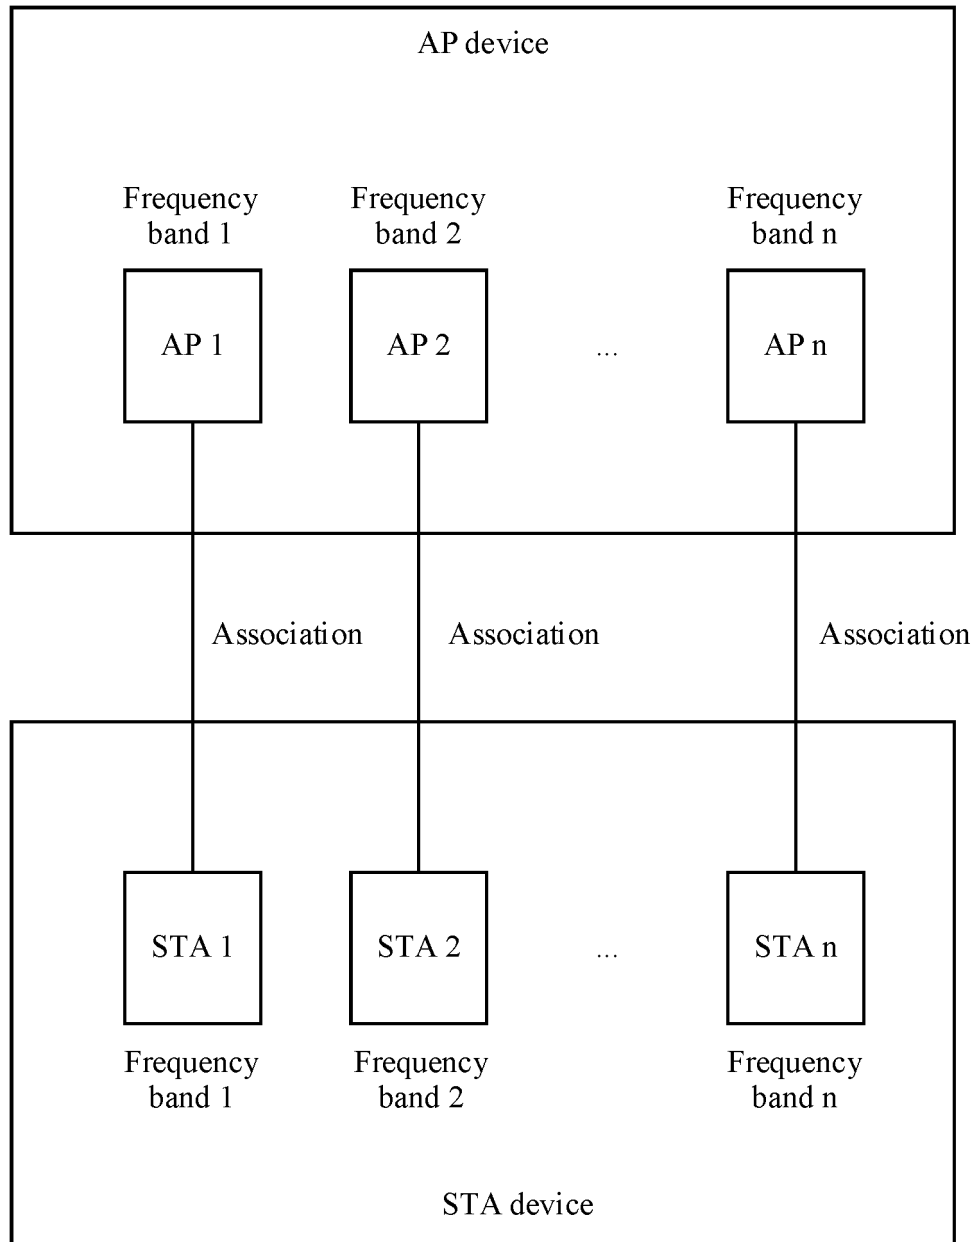 AP device
Frequency
band 1
Frequency
band 2
Frequency
band n
AP 1
AP 2
...
AP n
Association
Association
Association
STA 1
STA 2
...
STA n
Frequency
band 1
Frequency
band 2
Frequency
band n
STA device